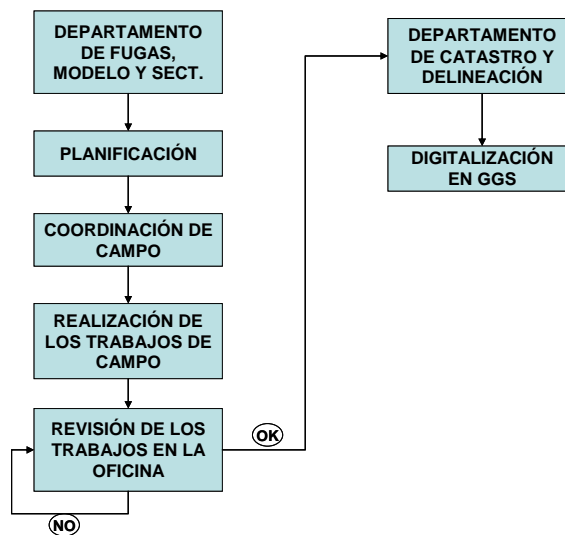 DEPARTAMENTO
DE FUGAS,
MODELO Y SECT.
PLANIFICACIÓN
COORDINACIÓN DE
CAMPO
REALIZACIÓN DE
LOS TRABAJOS DE
CAMPO
REVISIÓN DE LOS
TRABAJOS EN LA
OFICINA
NO
OK
DEPARTAMENTO
DE CATASTRO Y
DELINEACIÓN
DIGITALIZACIÓN
EN GGS